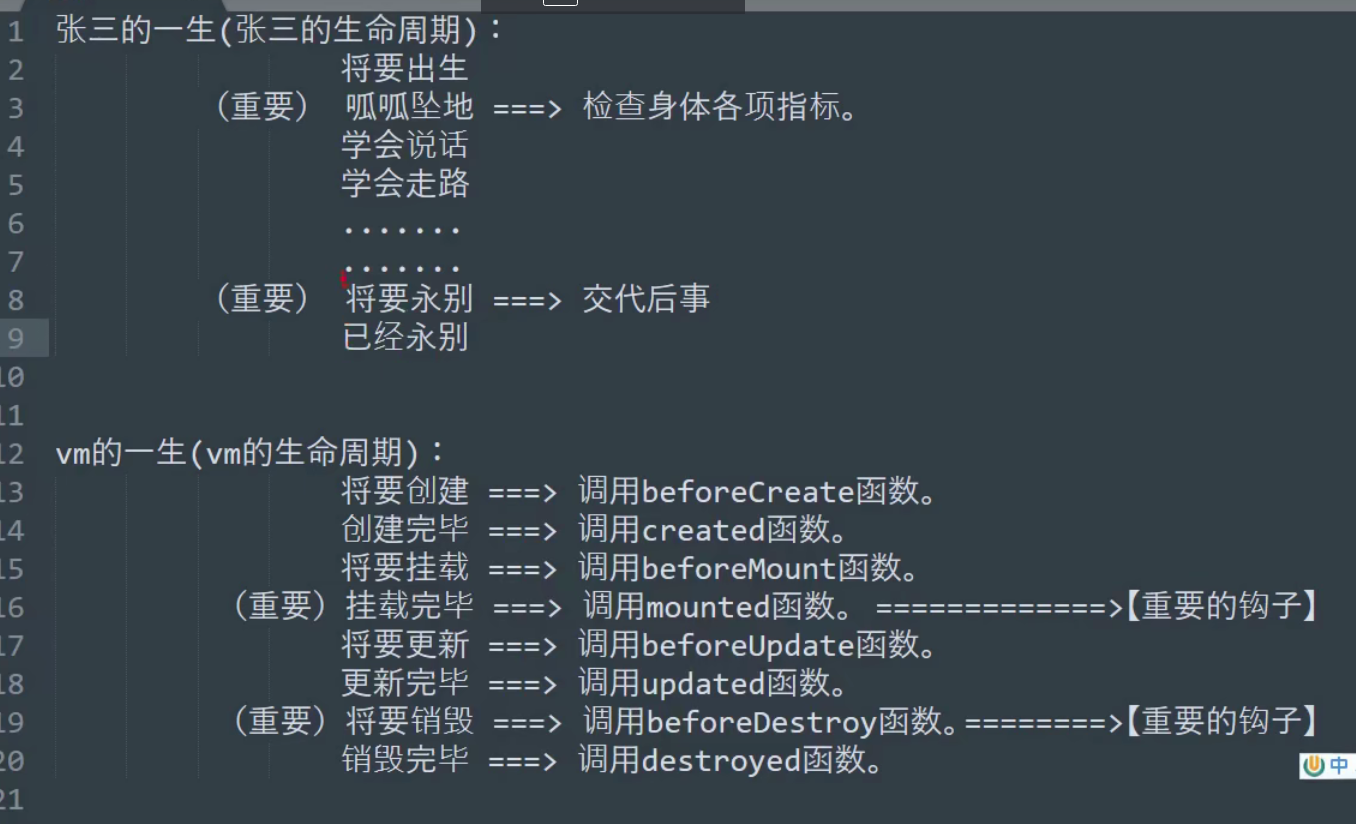 1 张三的一生(张三的生命周期)：
2 将要出生
3 （重要） 呱呱坠地 ===> 检查身体各项指标。
4 学会说话
5 学会走路
6 .......
7 .......
8 （重要） 将要永别 ===> 交代后事
9 已经永别
10
11
12 vm的一生(vm的生命周期)：
13 将要创建 ===> 调用beforeCreate函数。
14 创建完毕 ===> 调用created函数。
15 将要挂载 ===> 调用beforeMount函数。
16 （重要）挂载完毕 ===> 调用mounted函数。 =============>【重要的钩子】
17 将要更新 ===> 调用beforeUpdate函数。
18 更新完毕 ===> 调用updated函数。
19 （重要）将要销毁 ===> 调用beforeDestroy函数。========>【重要的钩子】
20 销毁完毕 ===> 调用destroyed函数。
21
中